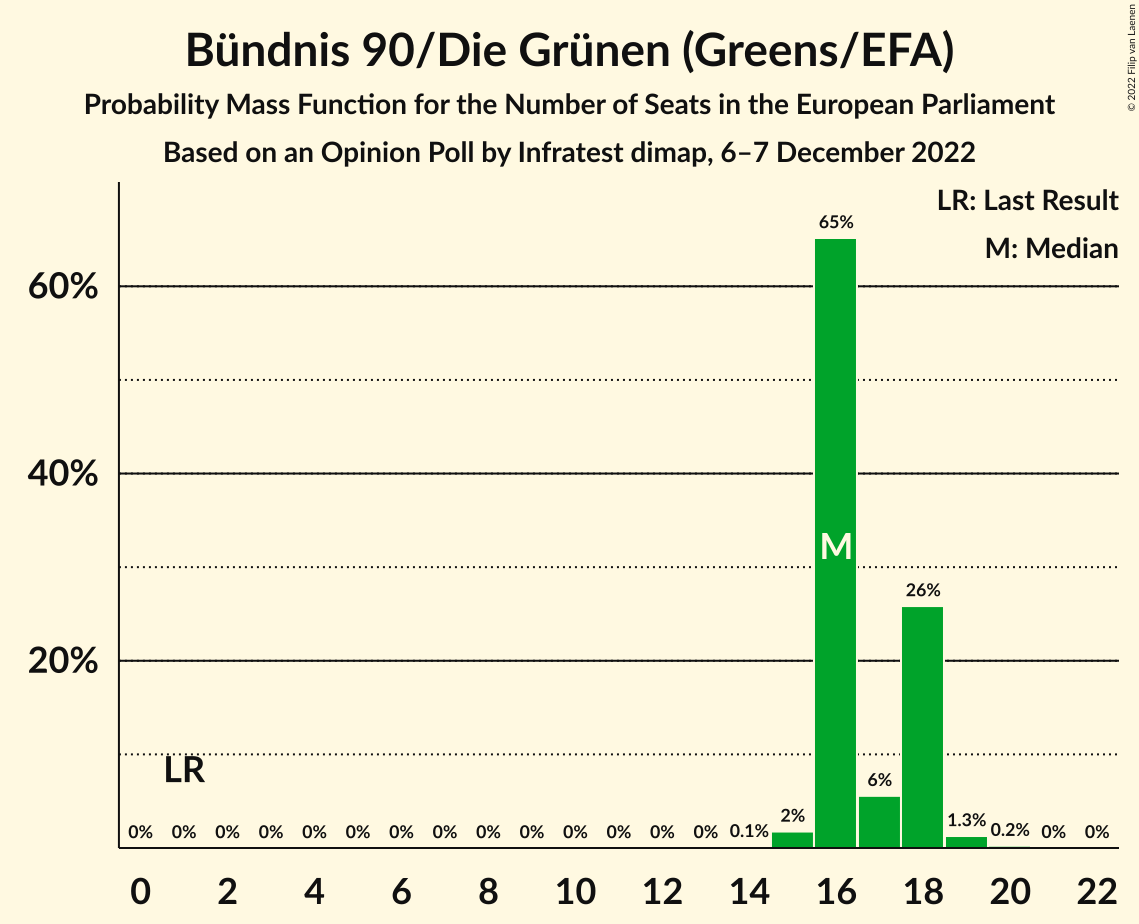 Bündnis 90/Die Grünen (Greens/EFA)
Probability Mass Function for the Number of Seats in the European Parliament
Based on an Opinion Poll by Infratest dimap, 6–7 December 2022
© 2022 Filip van Laenen
LR: Last Result
M: Median
65%
60%
40%
M
26%
20%
LR
6%
0% 0% 0% 0% 0% 0% 0% 0% 0% 0% 0% 0% 0% 0% 0.1% 2% 1.3% 0.2% 0% 0%
0 2 4 6 8 10 12 14 16 18 20 22